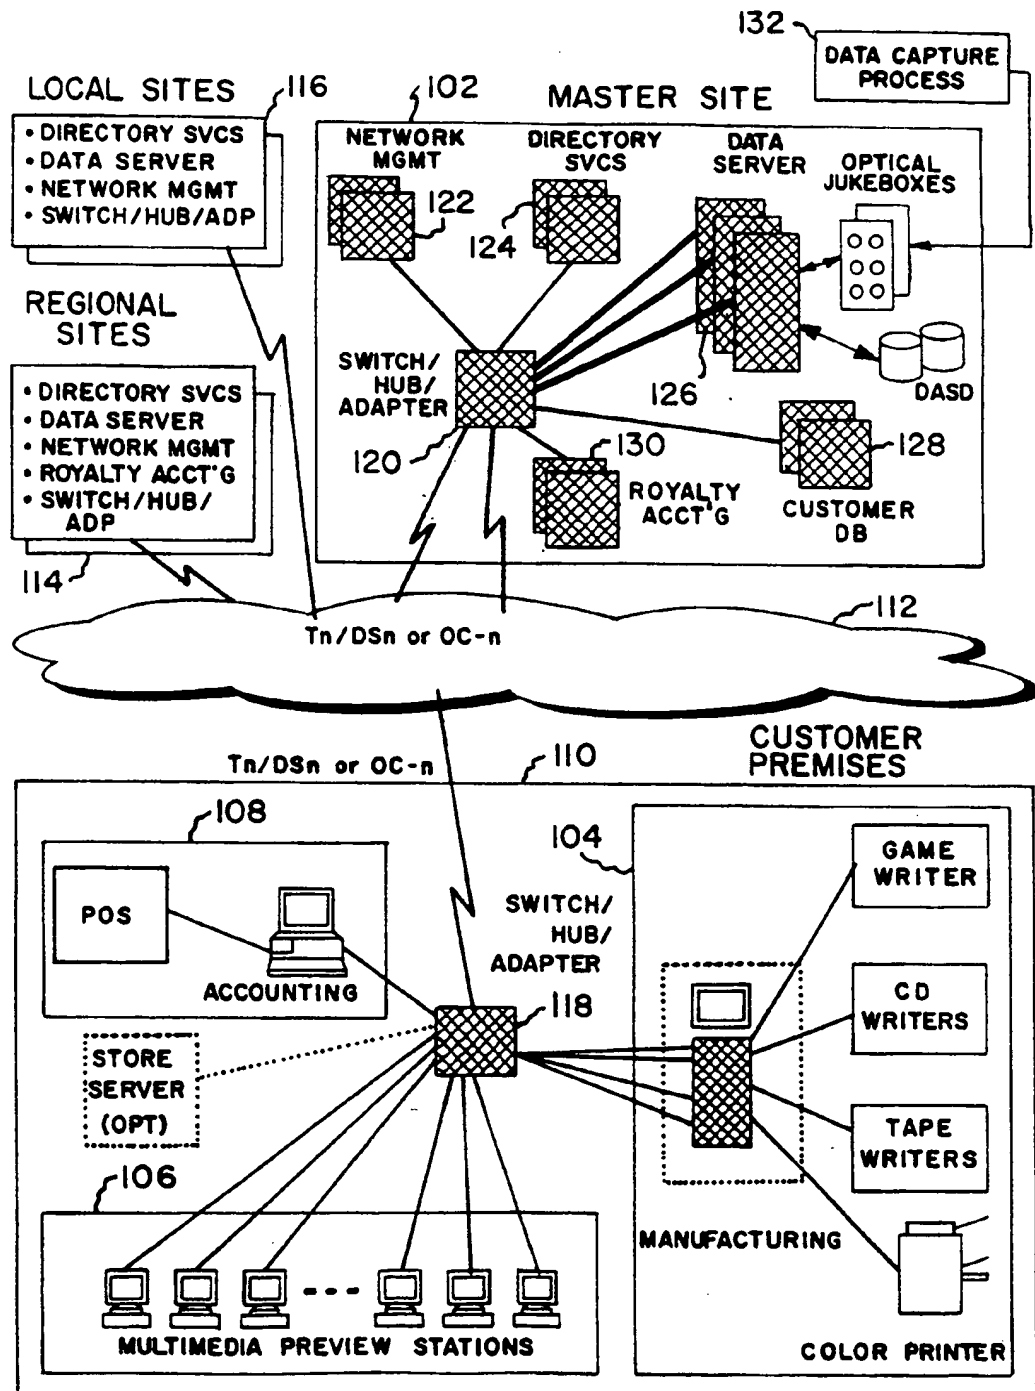 132
DATA CAPTURE
PROCESS
LOCAL SITES
116
• DIRECTORY SVCS
• DATA SERVER
• NETWORK MGMT
• SWITCH/HUB/ADP
102
MASTER SITE
NETWORK
MGMT
122
DIRECTORY
SVCS
124
DATA
SERVER
126
OPTICAL
JUKEBOXES
DASD
REGIONAL
SITES
• DIRECTORY SVCS
• DATA SERVER
• NETWORK MGMT
• ROYALTY ACCT'G
• SWITCH/HUB/
ADP
114
SWITCH/
HUB/
ADAPTER
120
130
ROYALTY
ACCT'G
128
CUSTOMER
DB
112
Tn/DSn or OC-n
Tn/DSn or OC-n
110
CUSTOMER
PREMISES
108
POS
ACCOUNTING
SWITCH/
HUB/
ADAPTER
118
STORE
SERVER
(OPT)
106
MULTIMEDIA PREVIEW STATIONS
104
GAME
WRITER
CD
WRITERS
TAPE
WRITERS
MANUFACTURING
COLOR PRINTER